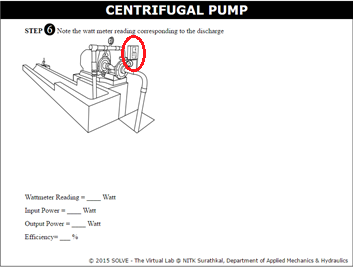 CENTRIFUGAL PUMP
STEP 6 Note the watt meter reading corresponding to the discharge
Wattmeter Reading = ____ Watt
Input Power = ____ Watt
Output Power = ____ Watt
Efficiency= ___ %
© 2015 SOLVE - The Virtual Lab @ NITK Surathkal, Department of Applied Mechanics & Hydraulics